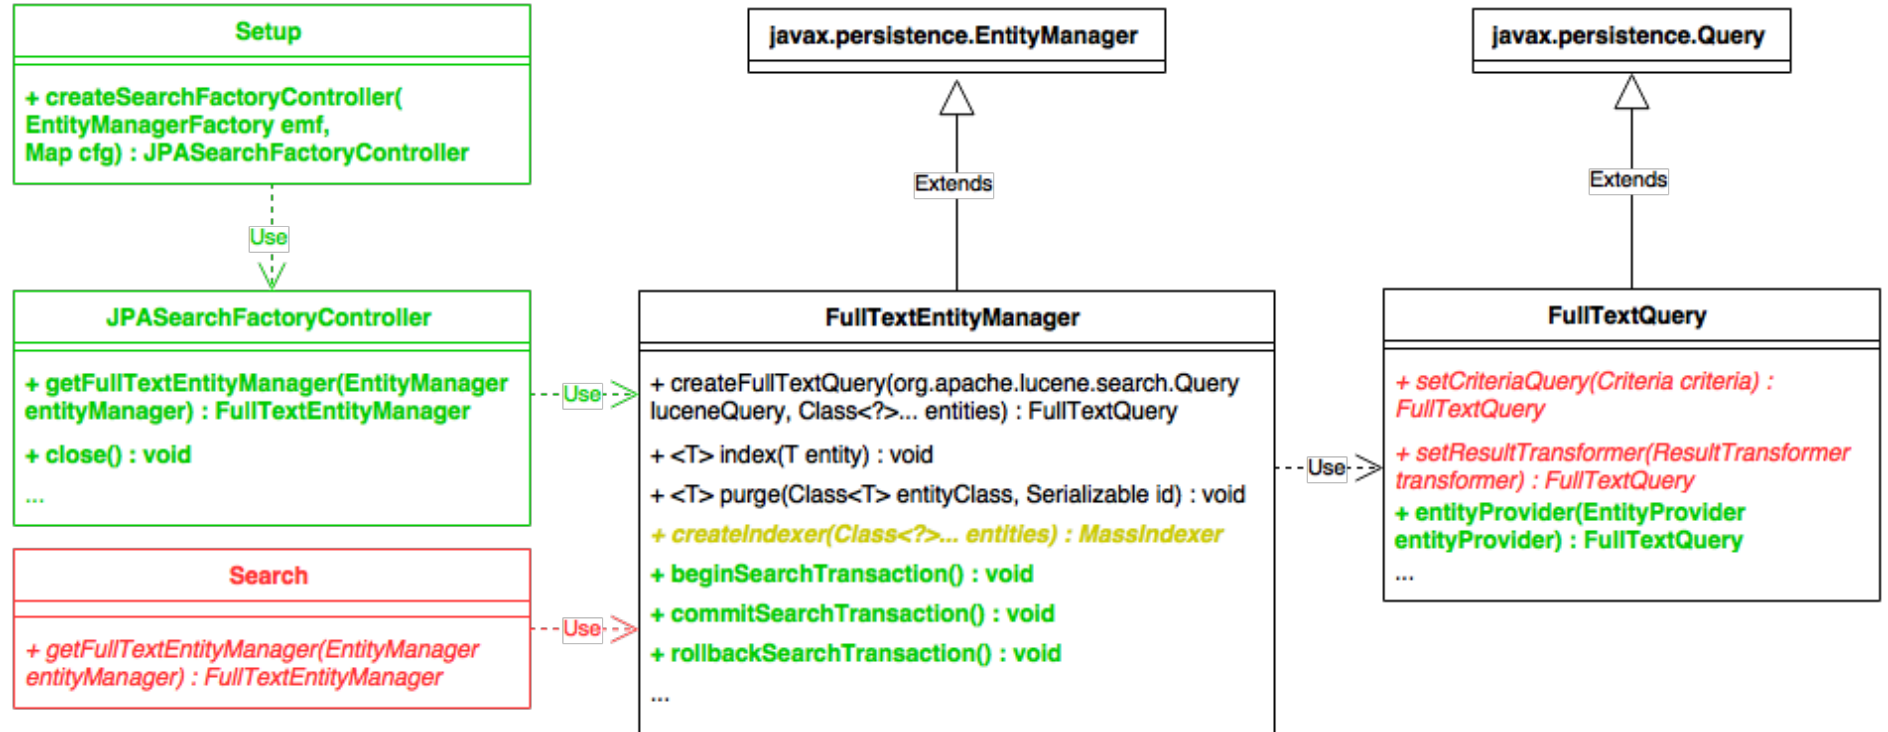 Setup
+ createSearchFactoryController(
EntityManagerFactory emf,
Map cfg) : JPASearchFactoryController
Use
JPASearchFactoryController
+ getFullTextEntityManager(EntityManager
entityManager) : FullTextEntityManager
+ close() : void
...
Use
Search
+ getFullTextEntityManager(EntityManager
entityManager) : FullTextEntityManager
Use
javax.persistence.EntityManager
Extends
FullTextEntityManager
+ createFullTextQuery(org.apache.lucene.search.Query
luceneQuery, Class<?>... entities) : FullTextQuery
+ <T> index(T entity) : void
+ <T> purge(Class<T> entityClass, Serializable id) : void
+ createIndexer(Class<?>... entities) : MassIndexer
+ beginSearchTransaction() : void
+ commitSearchTransaction() : void
+ rollbackSearchTransaction() : void
...
Use
javax.persistence.Query
Extends
FullTextQuery
+ setCriteriaQuery(Criteria criteria) :
FullTextQuery
+ setResultTransformer(ResultTransformer
transformer) : FullTextQuery
+ entityProvider(EntityProvider
entityProvider) : FullTextQuery
...